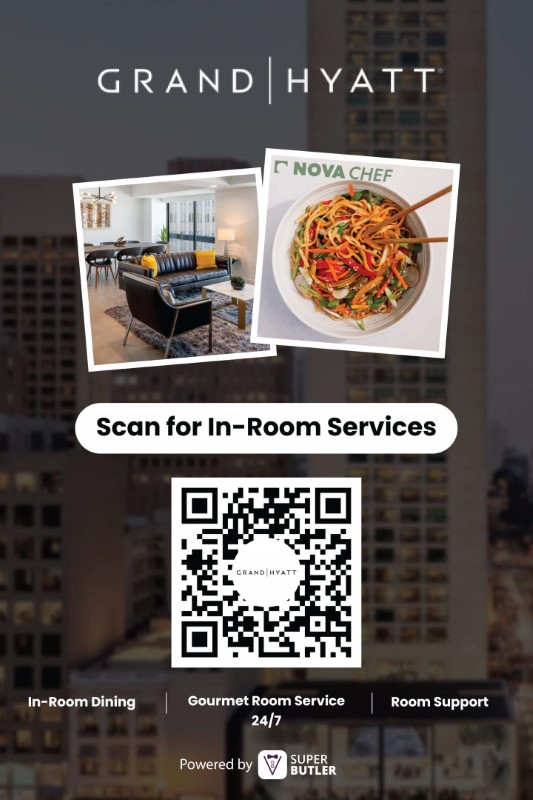 GRAND|HYATT
NOVA CHEF
Scan for In-Room Services
GRAND|HYATT
In-Room Dining | Gourmet Room Service 24/7 | Room Support
Powered by SUPER BUTLER